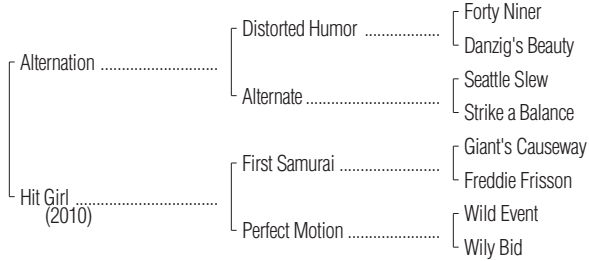 Forty Niner
Distorted Humor ..................
Danzig's Beauty
Alternation ............................
Seattle Slew
Alternate ................................
Strike a Balance
Giant's Causeway
First Samurai ........................
Freddie Frisson
Hit Girl ..................................
(2010)
Wild Event
Perfect Motion ......................
Wily Bid